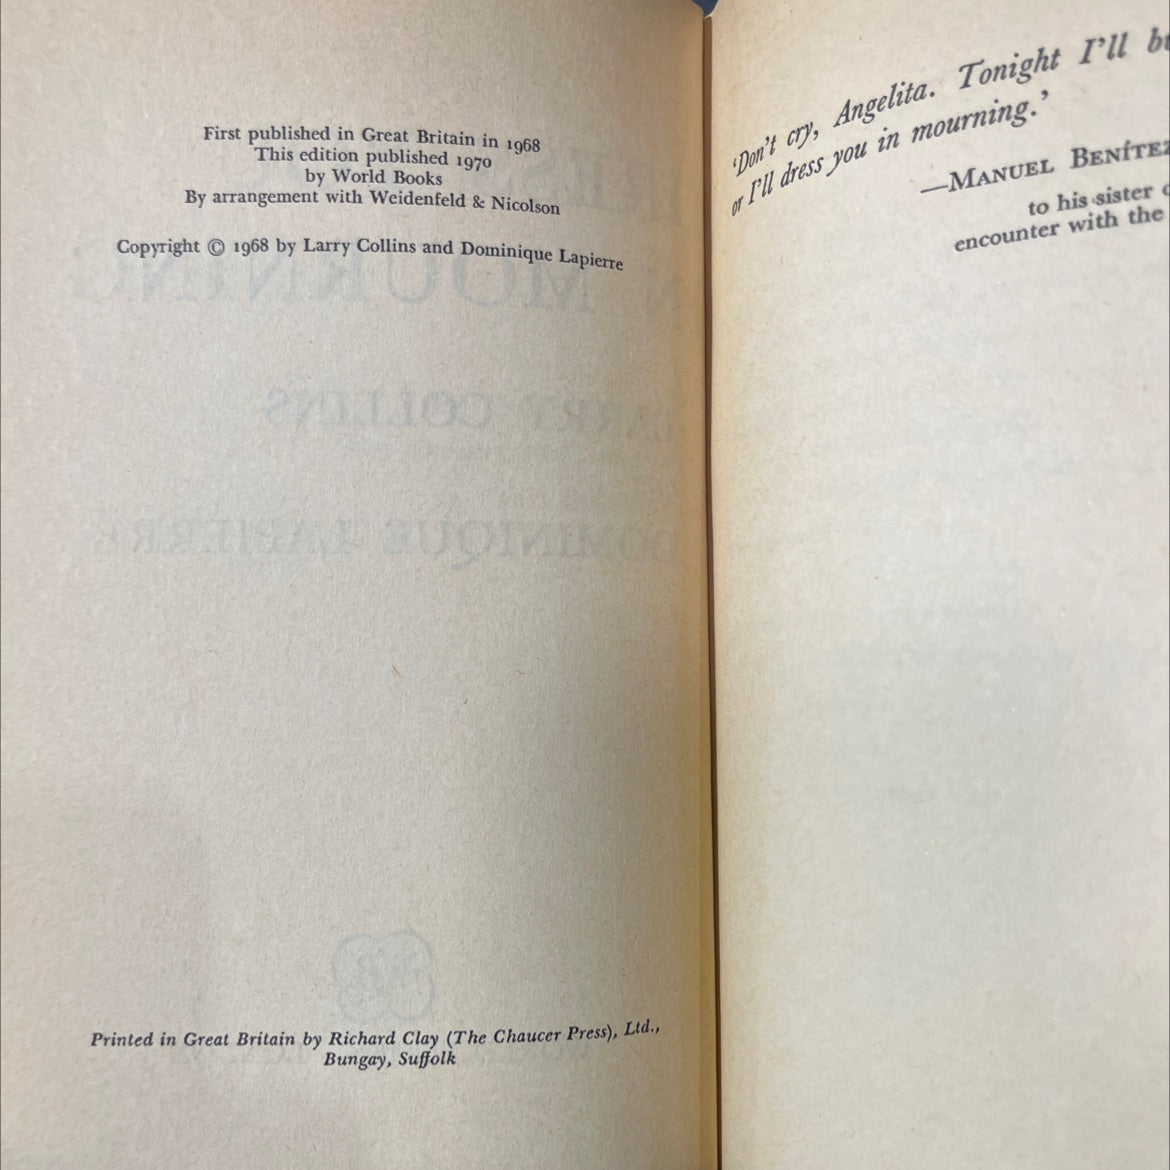 First published in Great Britain in 1968
This edition published 1970
by World Books
By arrangement with Weidenfeld & Nicolson
Copyright © 1968 by Larry Collins and Dominique Lapierre
Printed in Great Britain by Richard Clay (The Chaucer Press), Ltd.,
Bungay, Suffolk
'Don't cry, Angelita. Tonight I'll
or I'll dress you in mourning.'
—MANUEL BENÍTEZ
to his sister
encounter with the